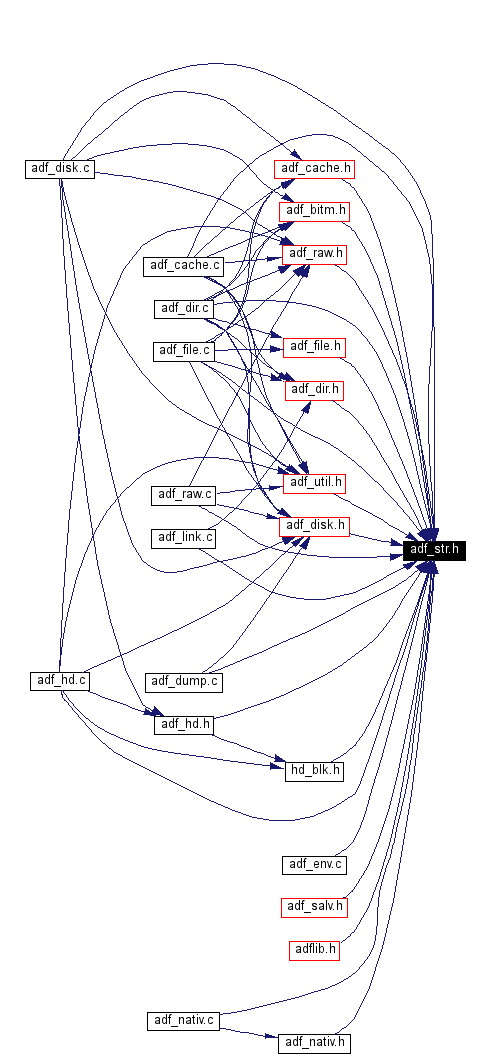 adf_disk.c
adf_cache.h
adf_bitm.h
adf_raw.h
adf_cache.c
adf_dir.c
adf_file.c
adf_file.h
adf_dir.h
adf_util.h
adf_raw.c
adf_disk.h
adf_link.c
adf_str.h
adf_hd.c
adf_dump.c
adf_hd.h
hd_blk.h
adf_env.c
adf_salv.h
adflib.h
adf_nativ.c
adf_nativ.h